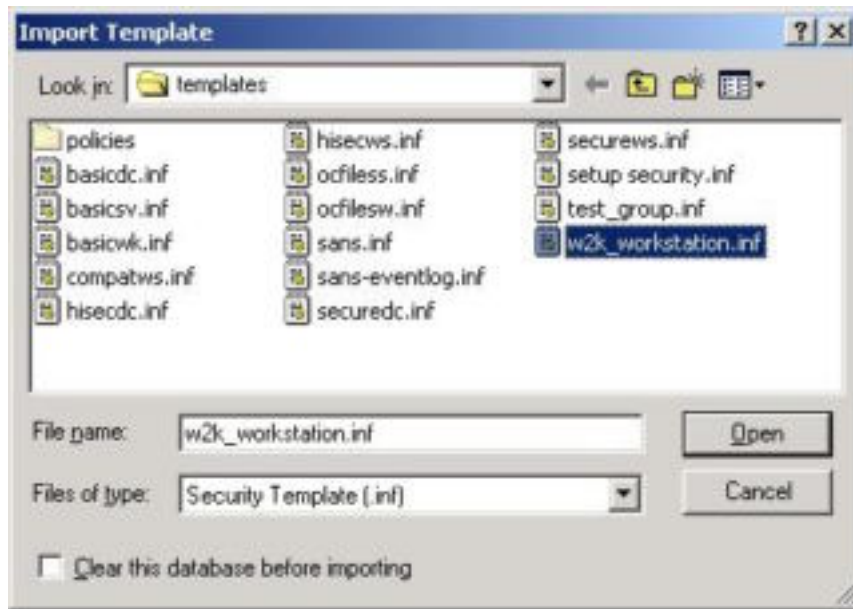 Import Template
Look in: templates
policies
basicdc.inf
basicsv.inf
basicwk.inf
compatws.inf
hisecdc.inf
hisecws.inf
ocfiless.inf
ocfilesw.inf
sans.inf
sans-eventlog.inf
securedc.inf
securews.inf
setup security.inf
test_group.inf
w2k_workstation.inf
File name: w2k_workstation.inf
Open
Files of type: Security Template (.inf)
Cancel
Clear this database before importing